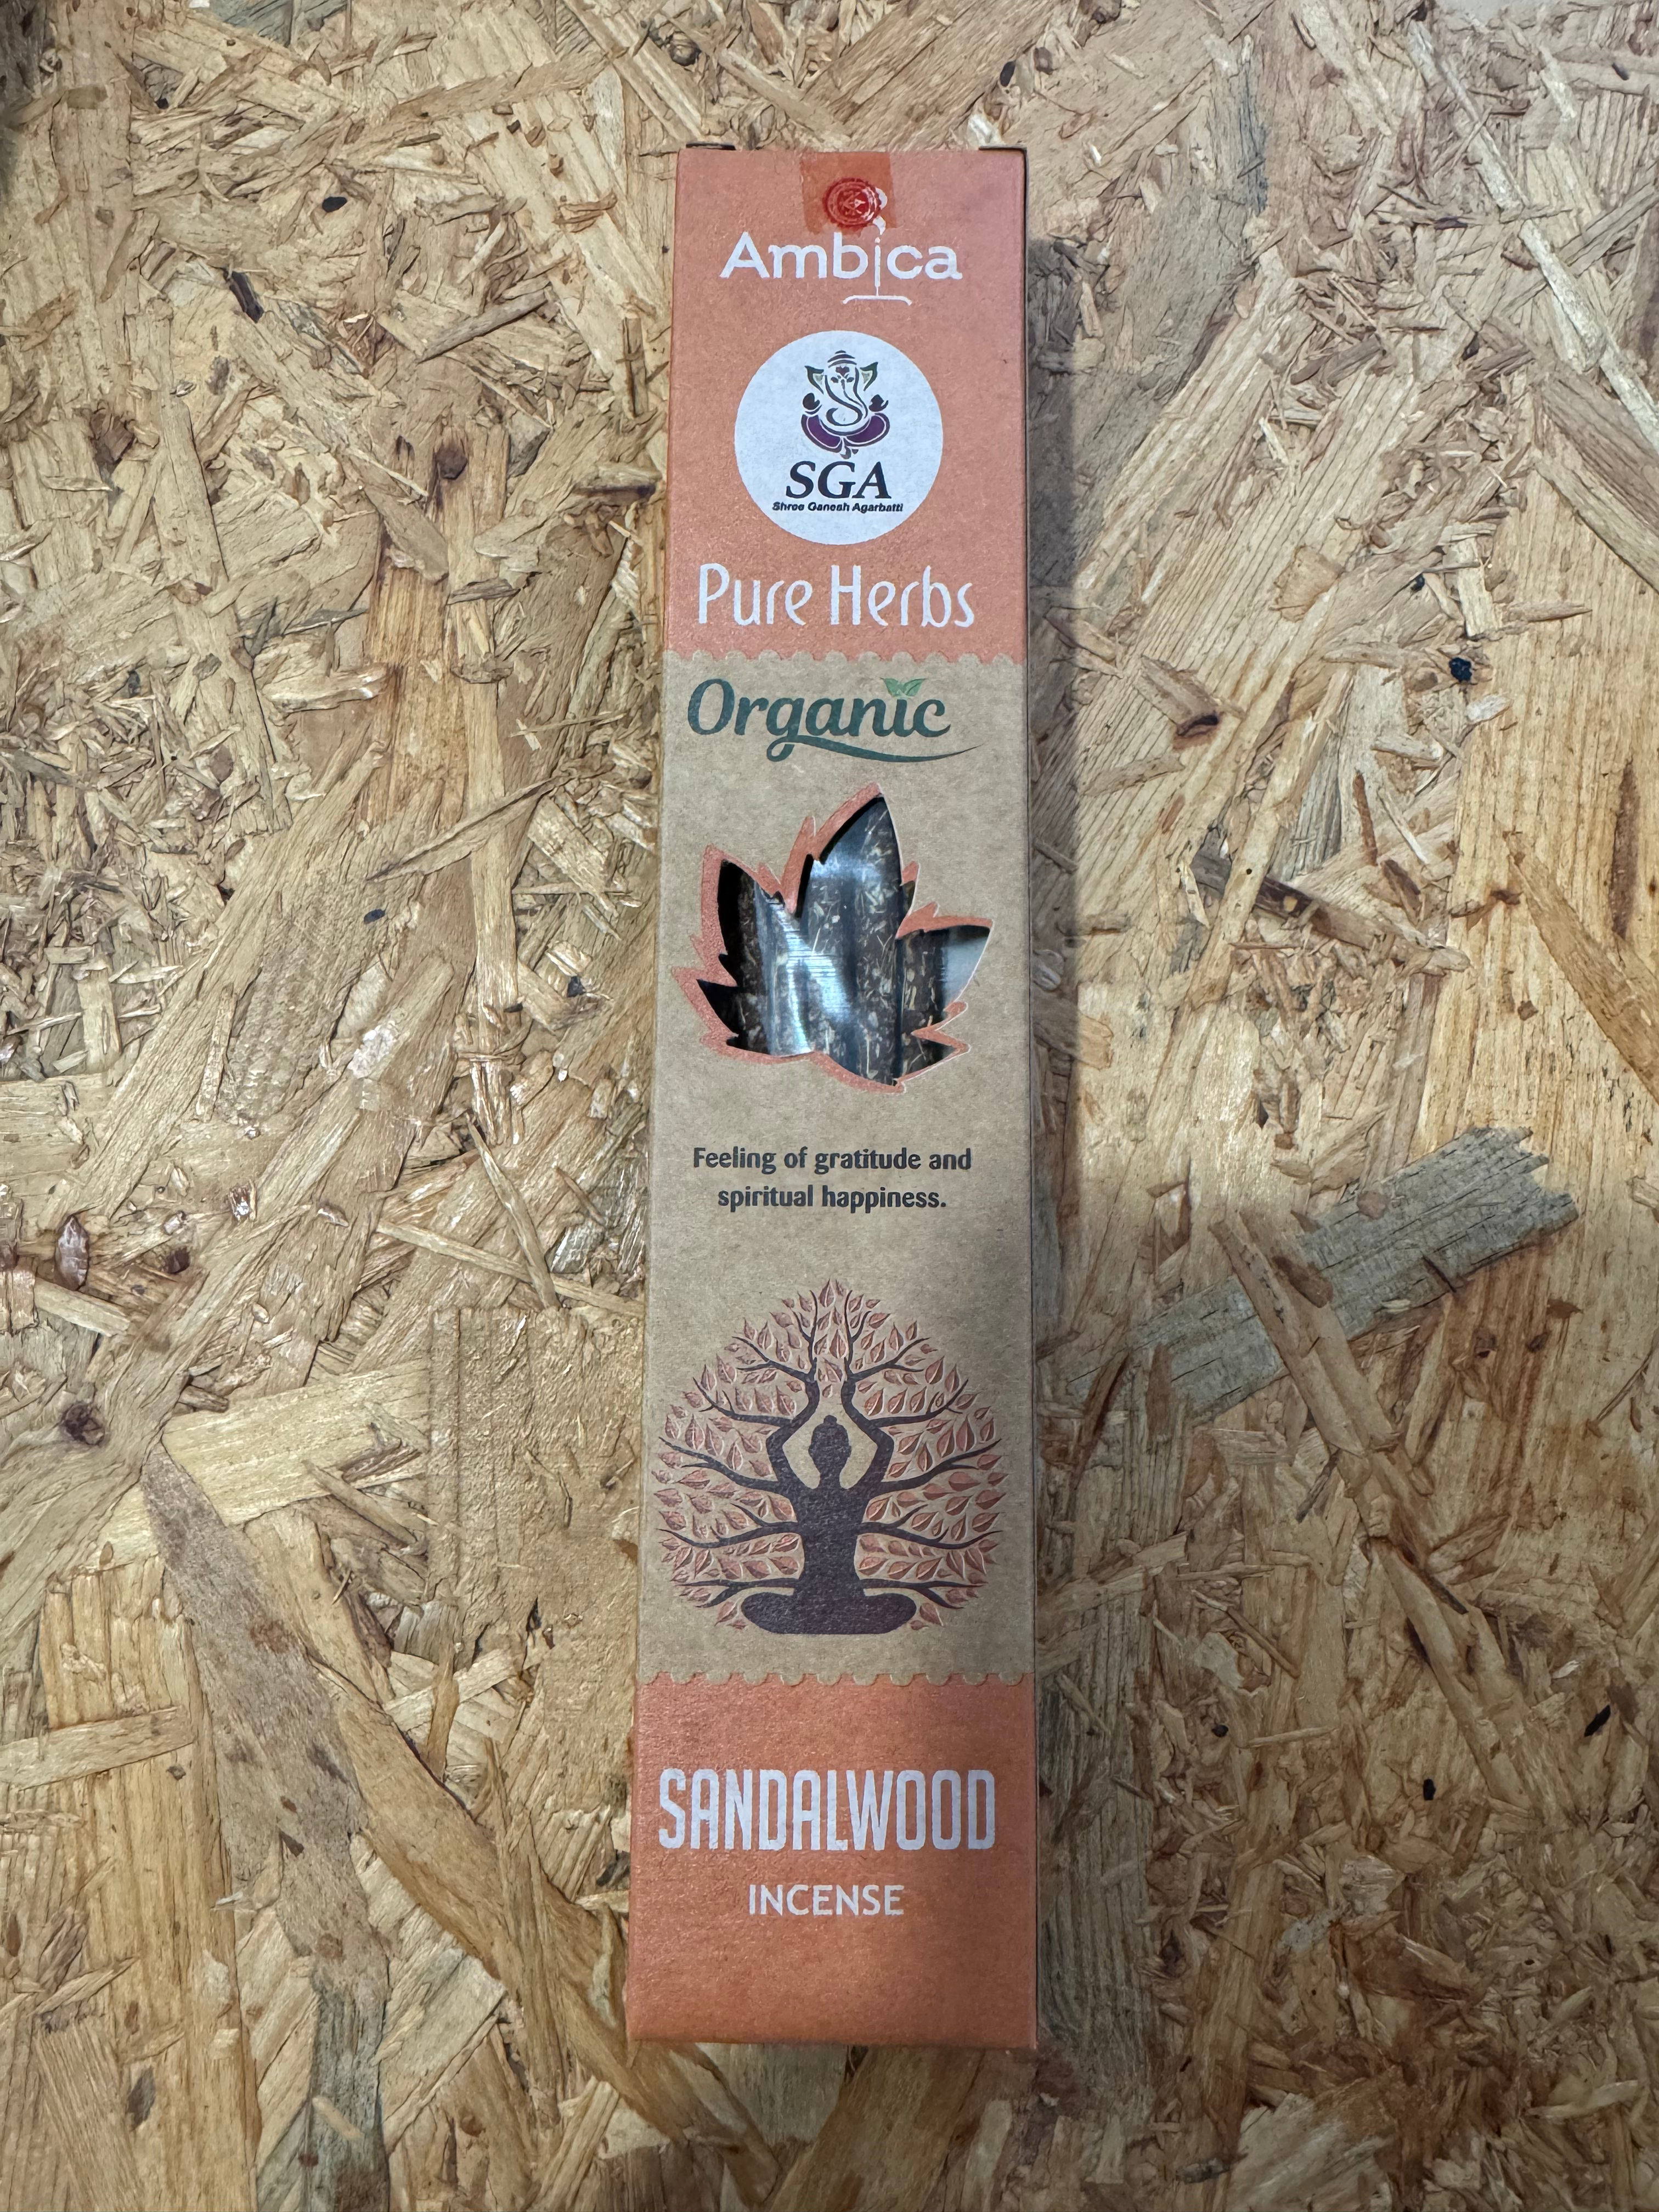 Ambica
SGA
Shree Ganesh Agarbatti
Pure Herbs
Organic
Feeling of gratitude and
spiritual happiness.
SANDALWOOD
INCENSE